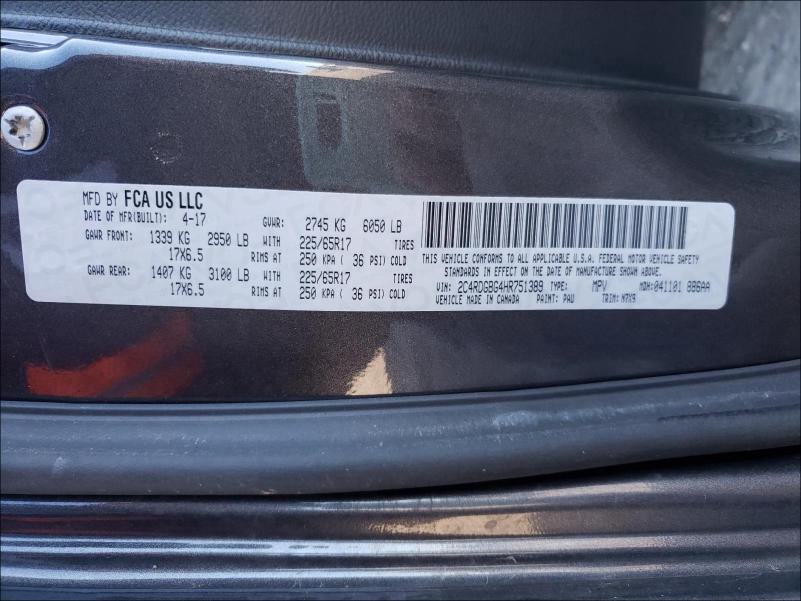 MFD BY FCA US LLC
DATE OF MFR(BUILT): 4-17 GVWR: 2745 KG 6050 LB
GAWR FRONT: 1339 KG 2950 LB WITH 225/65R17 TIRES
17X6.5 RIMS AT 250 KPA ( 36 PSI) COLD
GAWR REAR: 1407 KG 3100 LB WITH 225/65R17 TIRES
17X6.5 RIMS AT 250 KPA ( 36 PSI) COLD
THIS VEHICLE CONFORMS TO ALL APPLICABLE U.S.A. FEDERAL MOTOR VEHICLE SAFETY
STANDARDS IN EFFECT ON THE DATE OF MANUFACTURE SHOWN ABOVE.
VIN: 2C4RDGBG4HR751389 TYPE: MPV MDH: 041101 886AA
VEHICLE MADE IN CANADA PAINT: PAU TRIM: N7X9